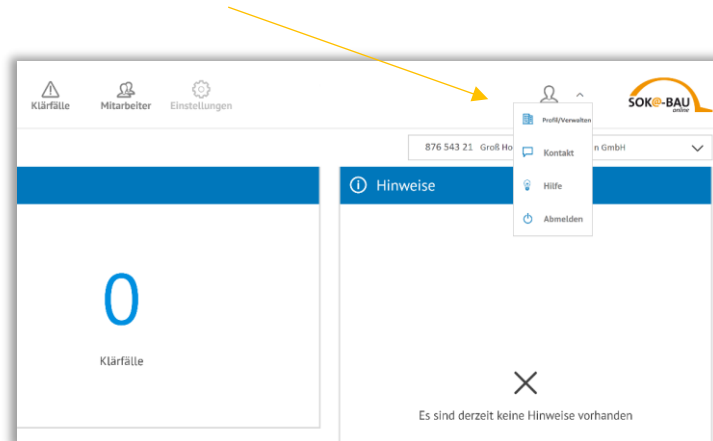 Klärfälle
Mitarbeiter
Einstellungen
SOK@-BAU
online
Profil/Verwalten
Kontakt
Hilfe
Abmelden
876 543 21 Groß Ho n GmbH
Hinweise
0
Klärfälle
Es sind derzeit keine Hinweise vorhanden